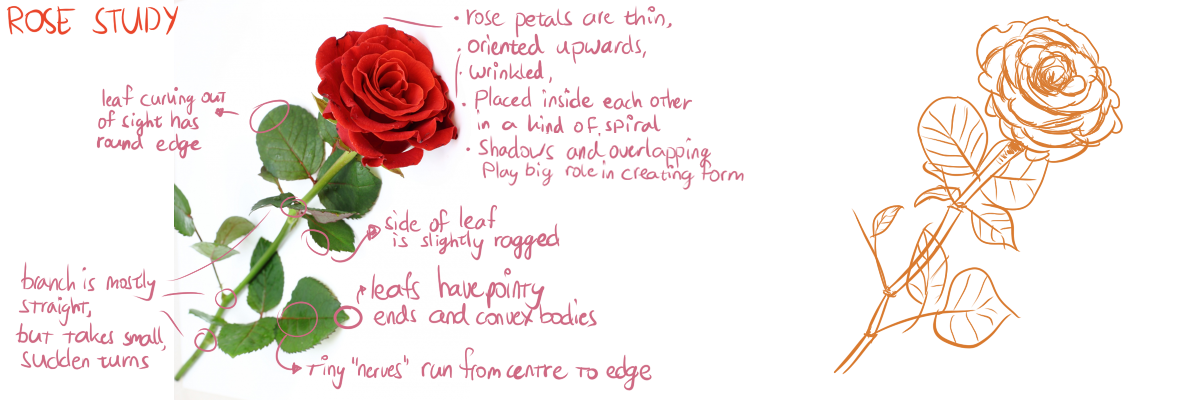 ROSE STUDY
• rose petals are thin,
• oriented upwards,
• wrinkled,
• Placed inside each other
in a kind of spiral
• Shadows and overlapping
Play big role in creating form
leaf curling out
of sight has
round edge
side of leaf
is slightly ragged
branch is mostly
straight,
but takes small,
sudden turns
leafs have pointy
ends and convex bodies
Tiny "nerves" run from centre to edge